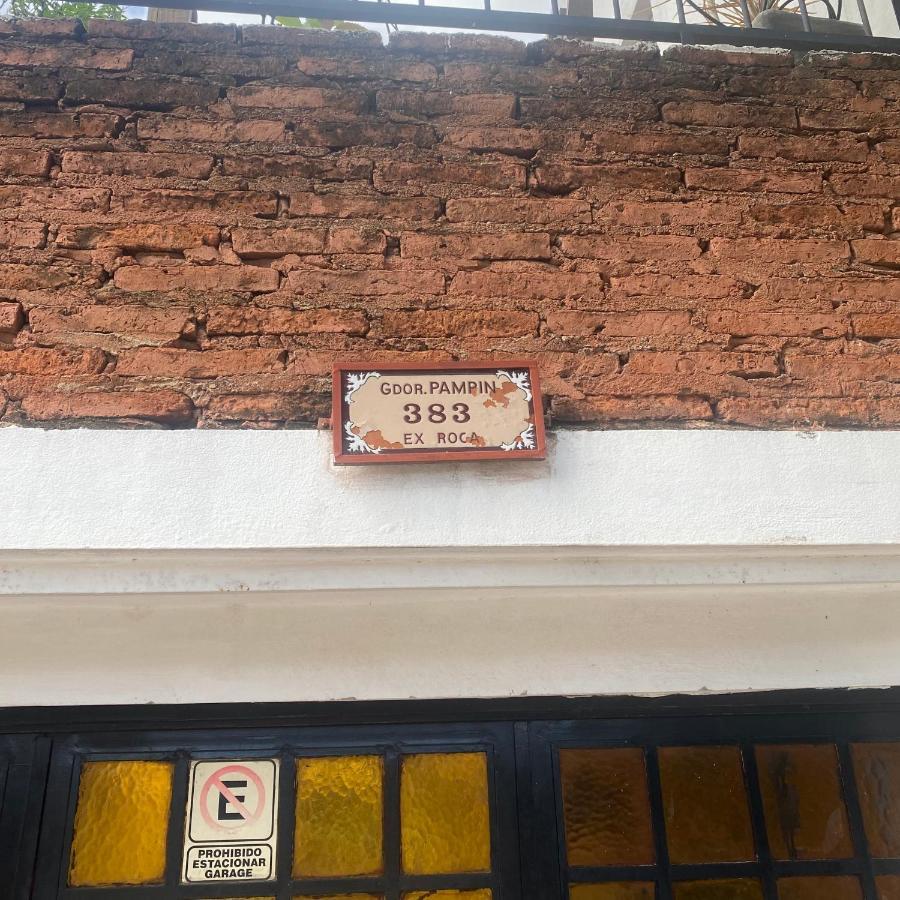 GDOR. PAMPIN
383
EX ROCA
E
PROHIBIDO
ESTACIONAR
GARAGE